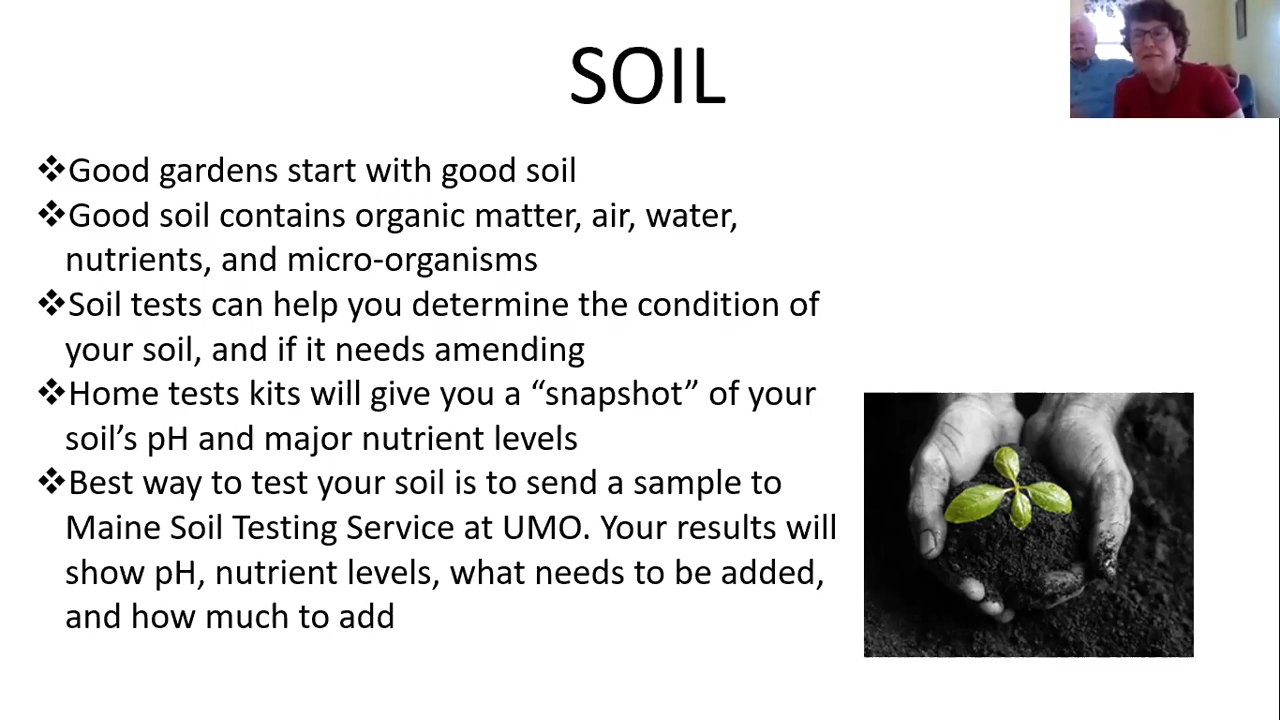 SOIL
❖Good gardens start with good soil
❖Good soil contains organic matter, air, water,
nutrients, and micro-organisms
❖Soil tests can help you determine the condition of
your soil, and if it needs amending
❖Home tests kits will give you a “snapshot” of your
soil’s pH and major nutrient levels
❖Best way to test your soil is to send a sample to
Maine Soil Testing Service at UMO. Your results will
show pH, nutrient levels, what needs to be added,
and how much to add